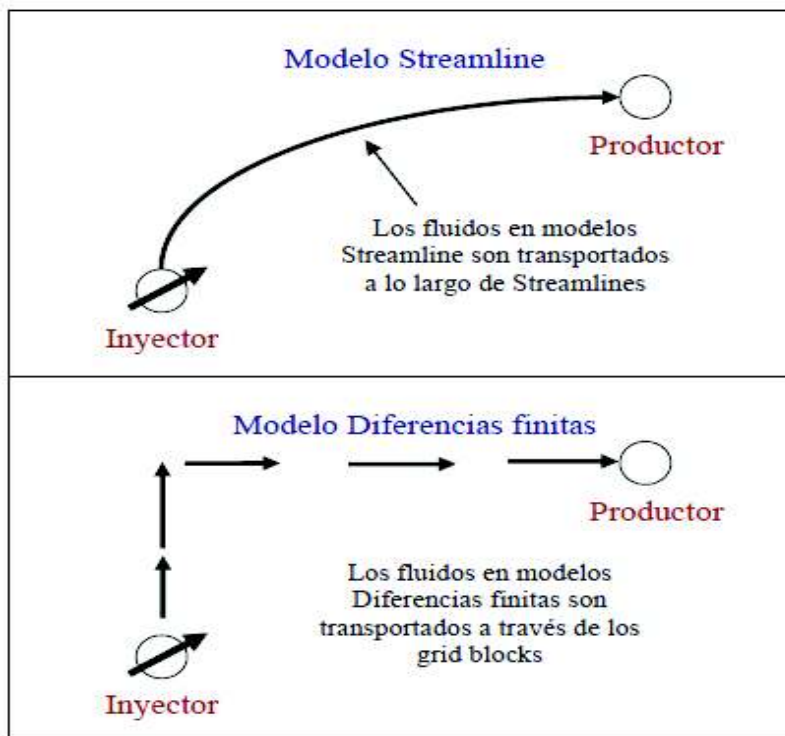 Modelo Streamline
Productor
Los fluidos en modelos
Streamline son transportados
a lo largo de Streamlines
Inyector
Modelo Diferencias finitas
Productor
Los fluidos en modelos
Diferencias finitas son
transportados a través de los
grid blocks
Inyector